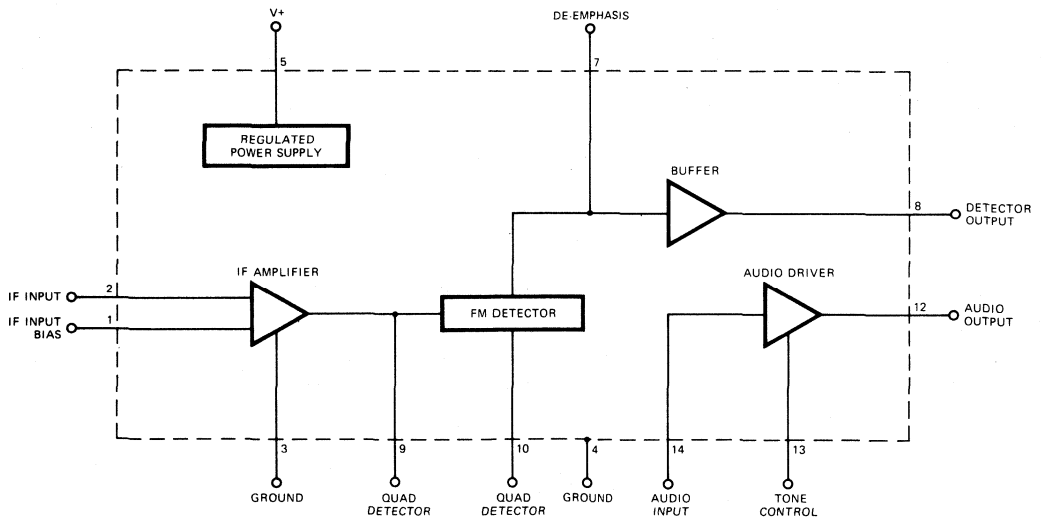 V+
DE-EMPHASIS
5
7
REGULATED
POWER SUPPLY
BUFFER
8
DETECTOR
OUTPUT
IF AMPLIFIER
AUDIO DRIVER
IF INPUT
2
IF INPUT
BIAS
1
FM DETECTOR
12
AUDIO
OUTPUT
3
9
10
4
14
13
GROUND
QUAD
DETECTOR
QUAD
DETECTOR
GROUND
AUDIO
INPUT
TONE
CONTROL